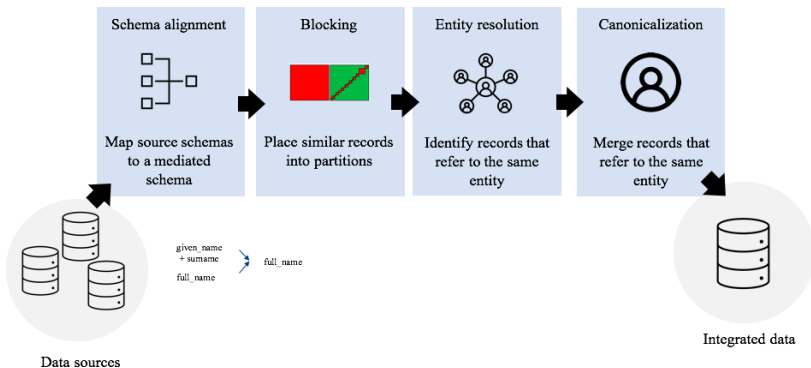 Schema alignment
Map source schemas
to a mediated
schema
Blocking
Place similar records
into partitions
Entity resolution
Identify records that
refer to the same
entity
Canonicalization
Merge records that
refer to the same
entity
given_name
+ surname
full_name
full_name
Data sources
Integrated data